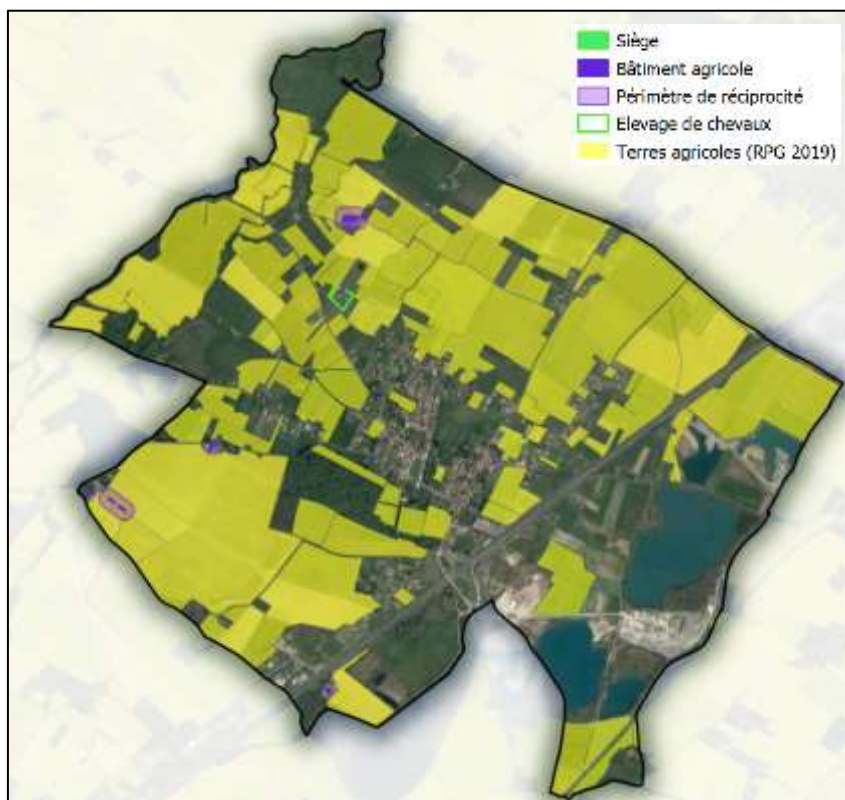 Siège
Bâtiment agricole
Périmètre de réciprocité
Elevage de chevaux
Terres agricoles (RPG 2019)